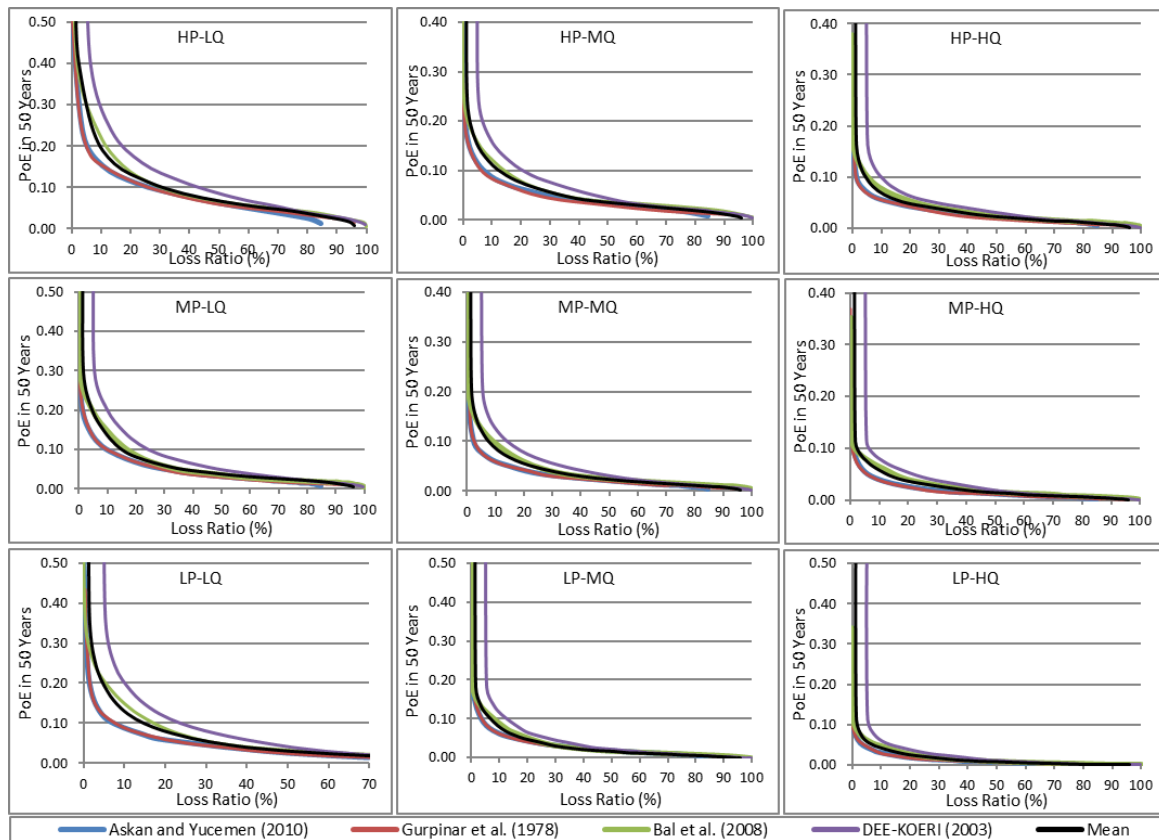 HP-LQ
PoE in 50 Years
0.50
0.40
0.30
0.20
0.10
0.00
0 10 20 30 40 50 60 70 80 90 100
Loss Ratio (%)
HP-MQ
PoE in 50 Years
0.40
0.30
0.20
0.10
0.00
0 10 20 30 40 50 60 70 80 90 100
Loss Ratio (%)
HP-HQ
PoE in 50 Years
0.40
0.30
0.20
0.10
0.00
0 10 20 30 40 50 60 70 80 90 100
Loss Ratio (%)
MP-LQ
PoE in 50 Years
0.50
0.40
0.30
0.20
0.10
0.00
0 10 20 30 40 50 60 70 80 90 100
Loss Ratio (%)
MP-MQ
PoE in 50 Years
0.40
0.30
0.20
0.10
0.00
0 10 20 30 40 50 60 70 80 90 100
Loss Ratio (%)
MP-HQ
PoE in 50 Years
0.40
0.30
0.20
0.10
0.00
0 10 20 30 40 50 60 70 80 90 100
Loss Ratio (%)
LP-LQ
PoE in 50 Years
0.50
0.40
0.30
0.20
0.10
0.00
0 10 20 30 40 50 60 70
Loss Ratio (%)
LP-MQ
PoE in 50 Years
0.50
0.40
0.30
0.20
0.10
0.00
0 10 20 30 40 50 60 70 80 90 100
Loss Ratio (%)
LP-HQ
PoE in 50 Years
0.50
0.40
0.30
0.20
0.10
0.00
0 10 20 30 40 50 60 70 80 90 100
Loss Ratio (%)
Askan and Yucemen (2010) Gurpinar et al. (1978) Bal et al. (2008) DEE-KOERI (2003) Mean